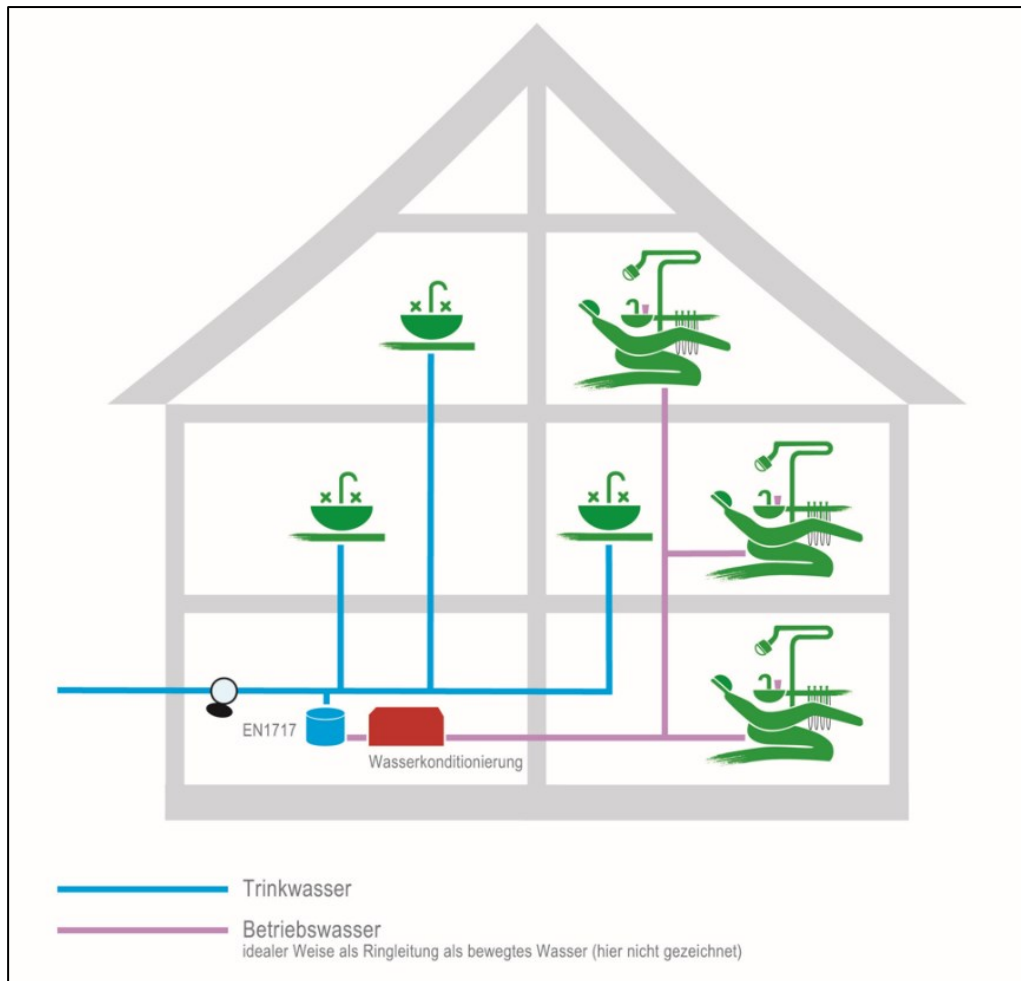 EN1717
Wasserkonditionierung
Trinkwasser
Betriebswasser
idealer Weise als Ringleitung als bewegtes Wasser (hier nicht gezeichnet)